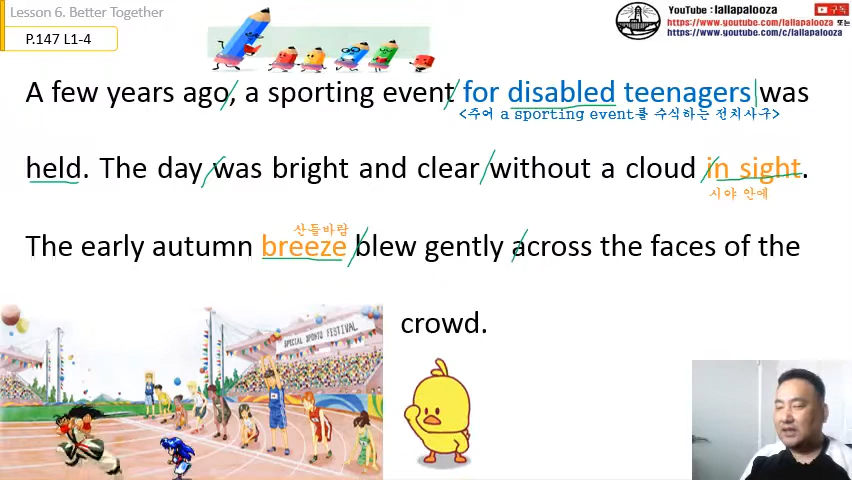 Lesson 6. Better Together
P.147 L1-4
YouTube : lallapalooza
구독
https://www.youtube.com/lallapalooza 또는
https://www.youtube.com/c/lallapalooza
A few years ago, a sporting event for disabled teenagers was
<주어 a sporting event를 수식하는 전치사구>
held. The day was bright and clear without a cloud in sight.
시야 안에
산들바람
The early autumn breeze blew gently across the faces of the
crowd.
SPECIAL SPORTS FESTIVAL